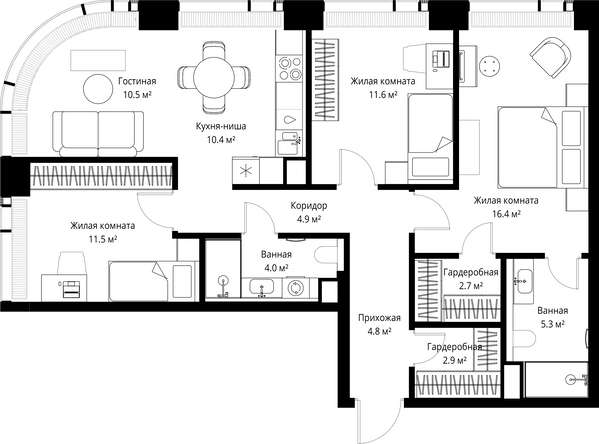 Гостиная
10.5 м²
Кухня-ниша
10.4 м²
Жилая комната
11.6 м²
Жилая комната
16.4 м²
Жилая комната
11.5 м²
Коридор
4.9 м²
Ванная
4.0 м²
Гардеробная
2.7 м²
Ванная
5.3 м²
Прихожая
4.8 м²
Гардеробная
2.9 м²